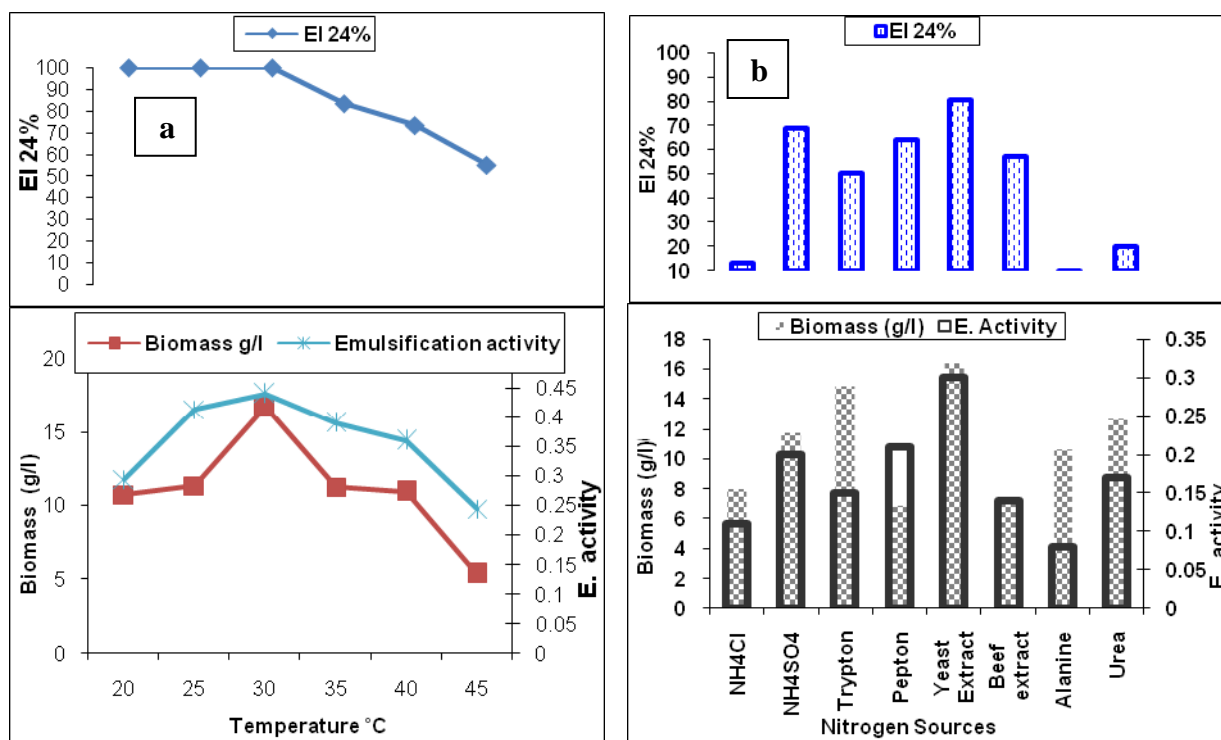 EI 24%
100
90
80
70
60
50
40
30
20
10
0
EI 24%
a
Biomass g/l Emulsification activity
20
15
10
5
0
Biomass (g/l)
0.45
0.4
0.35
0.3
0.25
0.2
0.15
0.1
0.05
0
E. activity
20 25 30 35 40 45
Temperature °C
EI 24%
100
90
80
70
60
50
40
30
20
10
EI 24%
b
Biomass (g/l) E. Activity
18
16
14
12
10
8
6
4
2
0
Biomass (g/l)
0.35
0.3
0.25
0.2
0.15
0.1
0.05
0
E. activity
NH4Cl
NH4SO4
Trypton
Pepton
Yeast
Extract
Beef
extract
Alanine
Urea
Nitrogen Sources